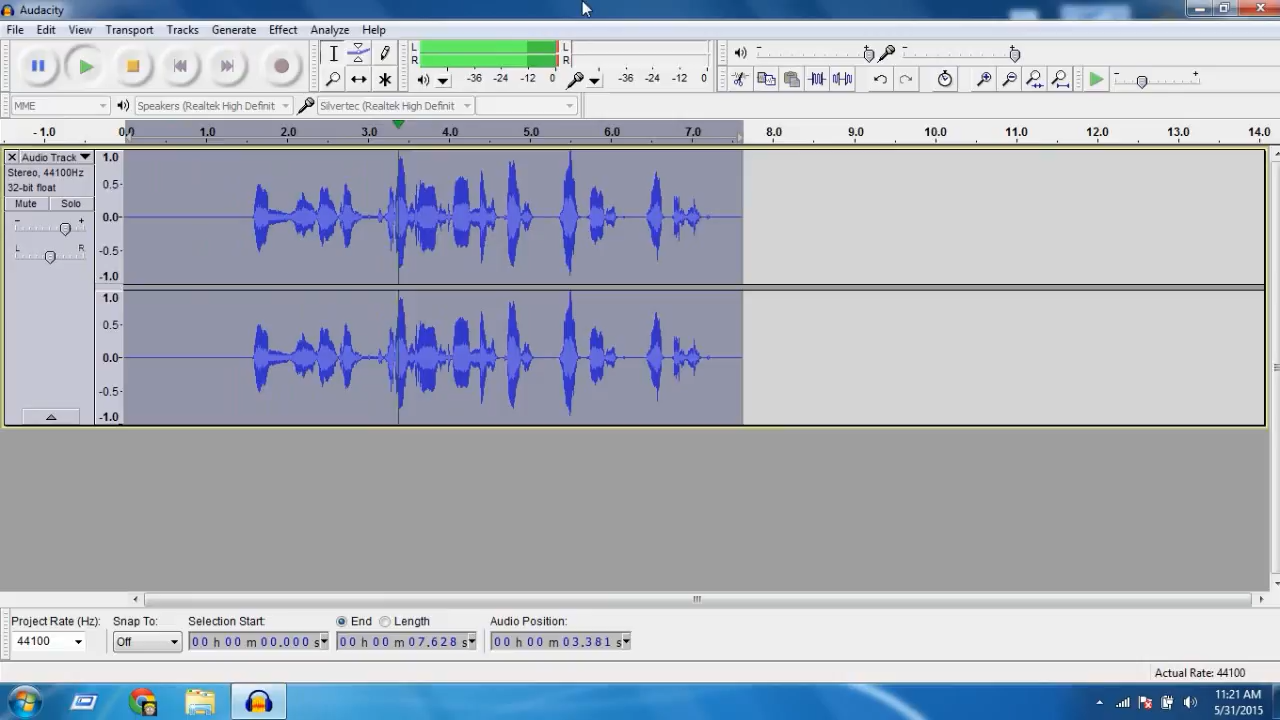 Audacity
File Edit View Transport Tracks Generate Effect Analyze Help
L L
R R
-36 -24 -12 0 -36 -24 -12 0
MME Speakers (Realtek High Definit Silvertec (Realtek High Definit
- 1.0 0.0 1.0 2.0 3.0 4.0 5.0 6.0 7.0 8.0 9.0 10.0 11.0 12.0 13.0 14.0
X Audio Track 1.0
Stereo, 44100Hz
32-bit float 0.5
Mute Solo
- + 0.0
L R -0.5
-1.0
1.0
0.5
0.0
-0.5
-1.0
Project Rate (Hz): Snap To: Selection Start: End Length Audio Position:
44100 Off 00 h 00 m 00.000 s 00 h 00 m 07.628 s 00 h 00 m 03.381 s
Actual Rate: 44100
11:21 AM
5/31/2015